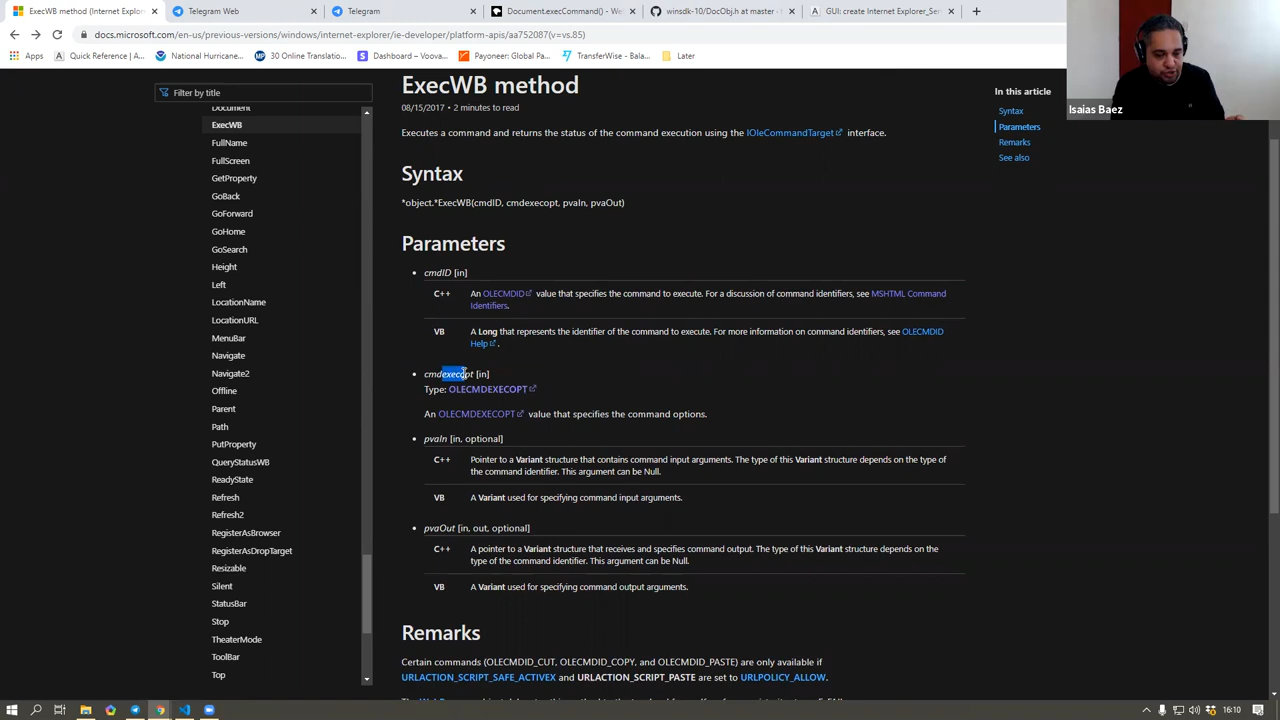 ExecWB method (Internet Explor...
Telegram Web
Telegram
Document.execCommand() - We...
winsdk-10/DocObj.h at master ·
GUI: create Internet Explorer_Ser
docs.microsoft.com/en-us/previous-versions/windows/internet-explorer/ie-developer/platform-apis/aa752087(v=vs.85)
Apps
Quick Reference | A...
National Hurricane...
3D Online Translation...
Dashboard – Voova...
Payoneer: Global P...
TransferWise - Bala...
Later
Isaias Baez
Filter by title
Document
ExecWB
FullName
FullScreen
GetProperty
GoBack
GoForward
GoHome
GoSearch
Height
Left
LocationName
LocationURL
MenuBar
Navigate
Navigate2
Offline
Parent
Path
PutProperty
QueryStatusWB
ReadyState
Refresh
Refresh2
RegisterAsBrowser
RegisterAsDropTarget
Resizable
Silent
StatusBar
Stop
TheaterMode
ToolBar
Top
ExecWB method
08/15/2017 • 2 minutes to read
Executes a command and returns the status of the command execution using the IOleCommandTarget interface.
Syntax
*object.*ExecWB(cmdID, cmdexecopt, pvaIn, pvaOut)
Parameters
• cmdID [in]
C++ An OLECMDID value that specifies the command to execute. For a discussion of command identifiers, see MSHTML Command
Identifiers.
VB A Long that represents the identifier of the command to execute. For more information on command identifiers, see OLECMDID
Help .
• cmdexecopt [in]
Type: OLECMDEXECOPT
An OLECMDEXECOPT value that specifies the command options.
• pvaIn [in, optional]
C++ Pointer to a Variant structure that contains command input arguments. The type of this Variant structure depends on the type of
the command identifier. This argument can be Null.
VB A Variant used for specifying command input arguments.
• pvaOut [in, out, optional]
C++ A pointer to a Variant structure that receives and specifies command output. The type of this Variant structure depends on the
type of the command identifier. This argument can be Null.
VB A Variant used for specifying command output arguments.
Remarks
Certain commands (OLECMDID_CUT, OLECMDID_COPY, and OLECMDID_PASTE) are only available if
URLACTION_SCRIPT_SAFE_ACTIVEX and URLACTION_SCRIPT_PASTE are set to URLPOLICY_ALLOW.
In this article
Syntax
Parameters
Remarks
See also
16:10